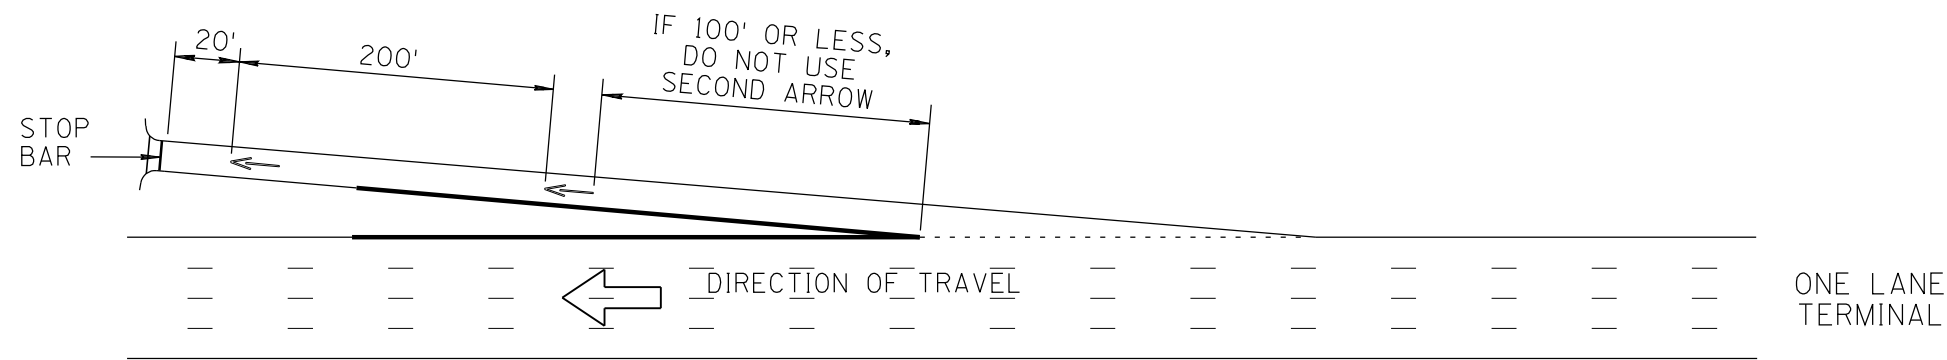 20'
200'
IF 100' OR LESS,
DO NOT USE
SECOND ARROW
STOP
BAR
DIRECTION OF TRAVEL
ONE LANE
TERMINAL